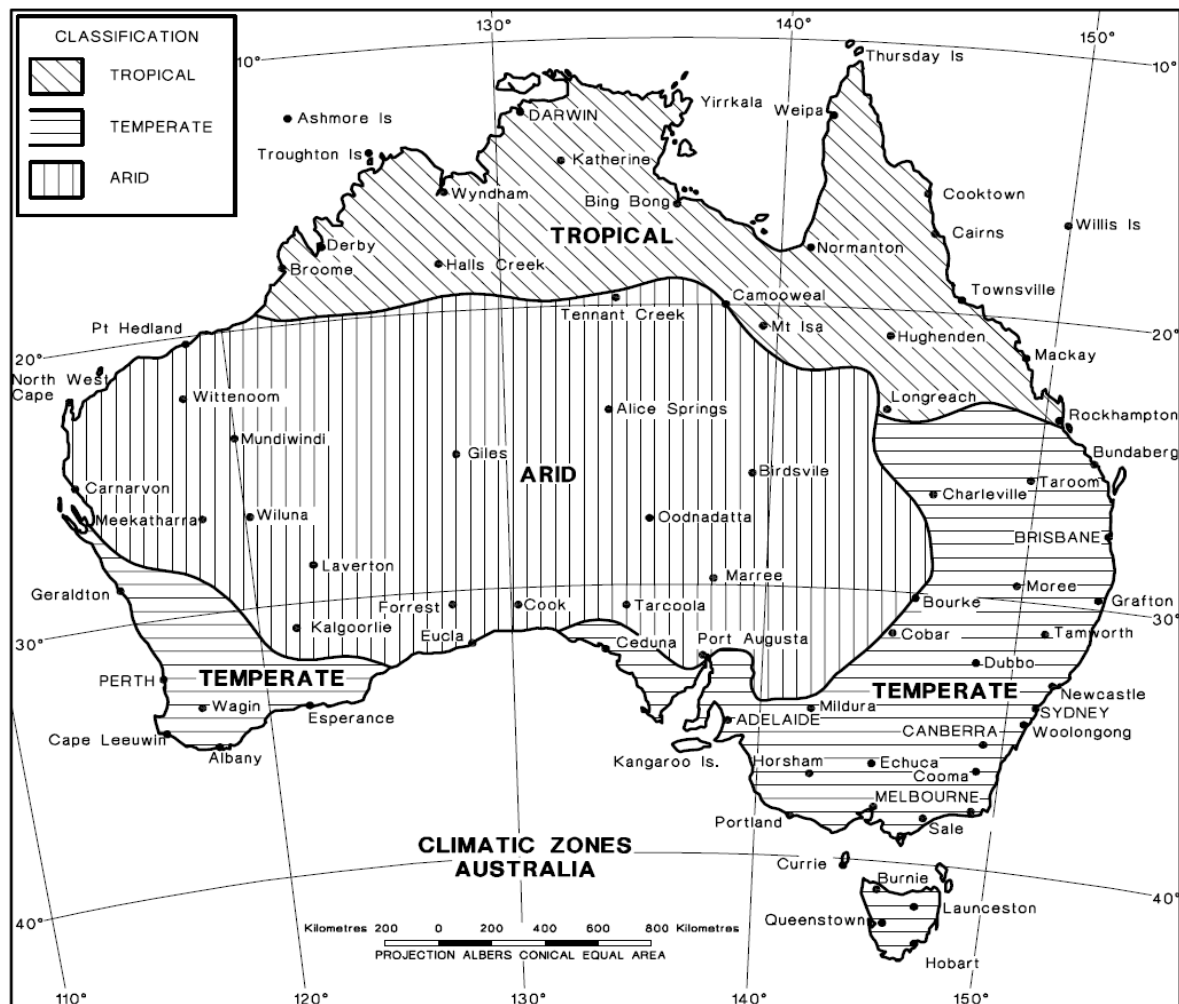 CLASSIFICATION
TROPICAL
TEMPERATE
ARID
130°
140°
150°
10°
10°
Thursday Is
Ashmore Is
DARWIN
Yirrkala
Weipa
Troughton Is
Katherine
Wyndham
Bing Bong
Cooktown
TROPICAL
Willis Is
Cairns
Derby
Normanton
Broome
Halls Creek
Camooweal
Townsville
Tennant Creek
Pt Hedland
Mt Isa
Hughenden
20°
20°
Mackay
North West
Cape
Wittenoom
Alice Springs
Longreach
Rockhampton
Mundiwindi
Giles
ARID
Birdsvile
Bundaberg
Taroom
Carnarvon
Charleville
Meekatharra
Wiluna
Oodnadatta
BRISBANE
Laverton
Marree
Moree
Geraldton
Forrest
Cook
Tarcoola
Bourke
Grafton
Kalgoorlie
Eucla
30°
30°
Ceduna
Port Augusta
Cobar
Tamworth
Dubbo
PERTH
TEMPERATE
TEMPERATE
Newcastle
Wagin
Esperance
ADELAIDE
Mildura
SYDNEY
CANBERRA
Woolongong
Cape Leeuwin
Albany
Kangaroo Is.
Horsham
Echuca
Cooma
MELBOURNE
Portland
Sale
CLIMATIC ZONES
AUSTRALIA
Currie
Burnie
40°
40°
Launceston
Queenstown
Hobart
Kilometres 200 0 200 400 600 800 Kilometres
PROJECTION ALBERS CONICAL EQUAL AREA
110°
120°
130°
140°
150°